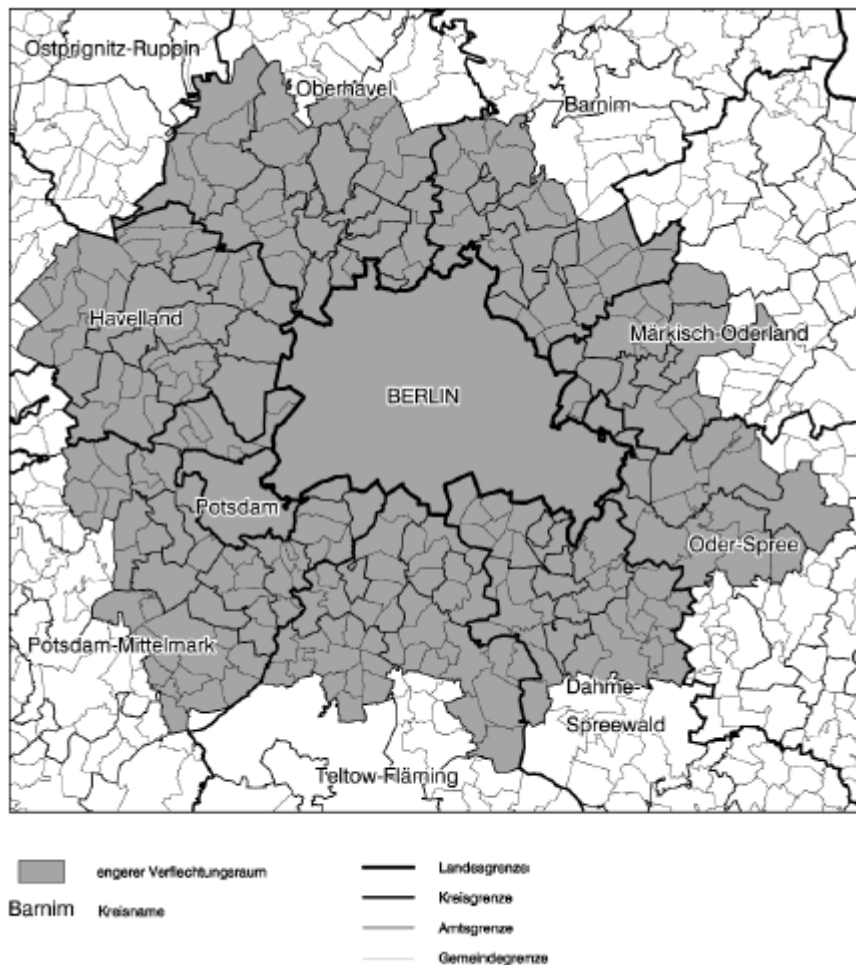 Ostprignitz-Ruppin
Oberhavel
Barnim
Havelland
Märkisch-Oderland
BERLIN
Potsdam
Oder-Spree
Potsdam-Mittelmark
Dahme-
Spreewald
Teltow-Fläming
engerer Verflechtungsraum
Barnim Kreisname
Landesgrenze
Kreisgrenze
Amtsgrenze
Gemeindegrenze